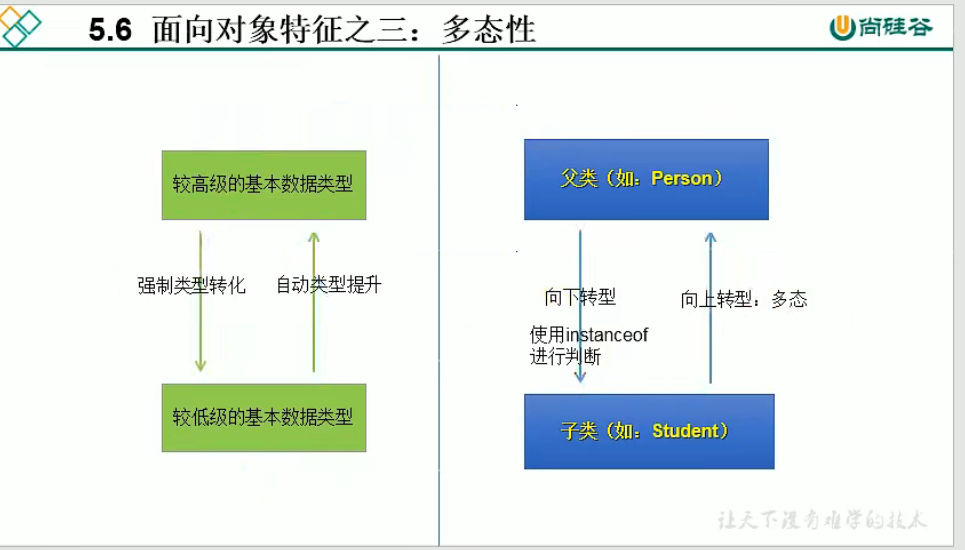 5.6 面向对象特征之三：多态性
尚硅谷
较高级的基本数据类型
强制类型转化
自动类型提升
较低级的基本数据类型
父类（如：Person）
向下转型
使用instanceof
进行判断
向上转型：多态
子类（如：Student）
让天下没有难学的技术